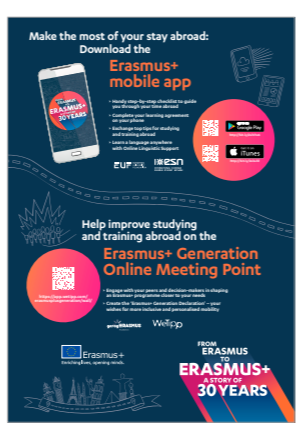 Make the most of your stay abroad:
Download the
Erasmus+
mobile app
• Handy step-by-step checklist to guide
you through your time abroad
• Complete your learning agreement
on your phone
• Exchange top tips for studying
and training abroad
• Learn a language anywhere
with Online Linguistic Support
Google Play
iTunes
ERASMUS+
30 YEARS
esn
Help improve studying
and training abroad on the
Erasmus+ Generation
Online Meeting Point
• Engage with your peers and decision-makers in shaping
an Erasmus+ programme closer to your needs
• Create the 'Erasmus+ Generation Declaration' – your
wishes for more inclusive and personalised mobility
garagERASMUS
Wetipp
Erasmus+
Enriching lives, opening minds.
FROM
ERASMUS
TO
ERASMUS+
A STORY OF
30 YEARS